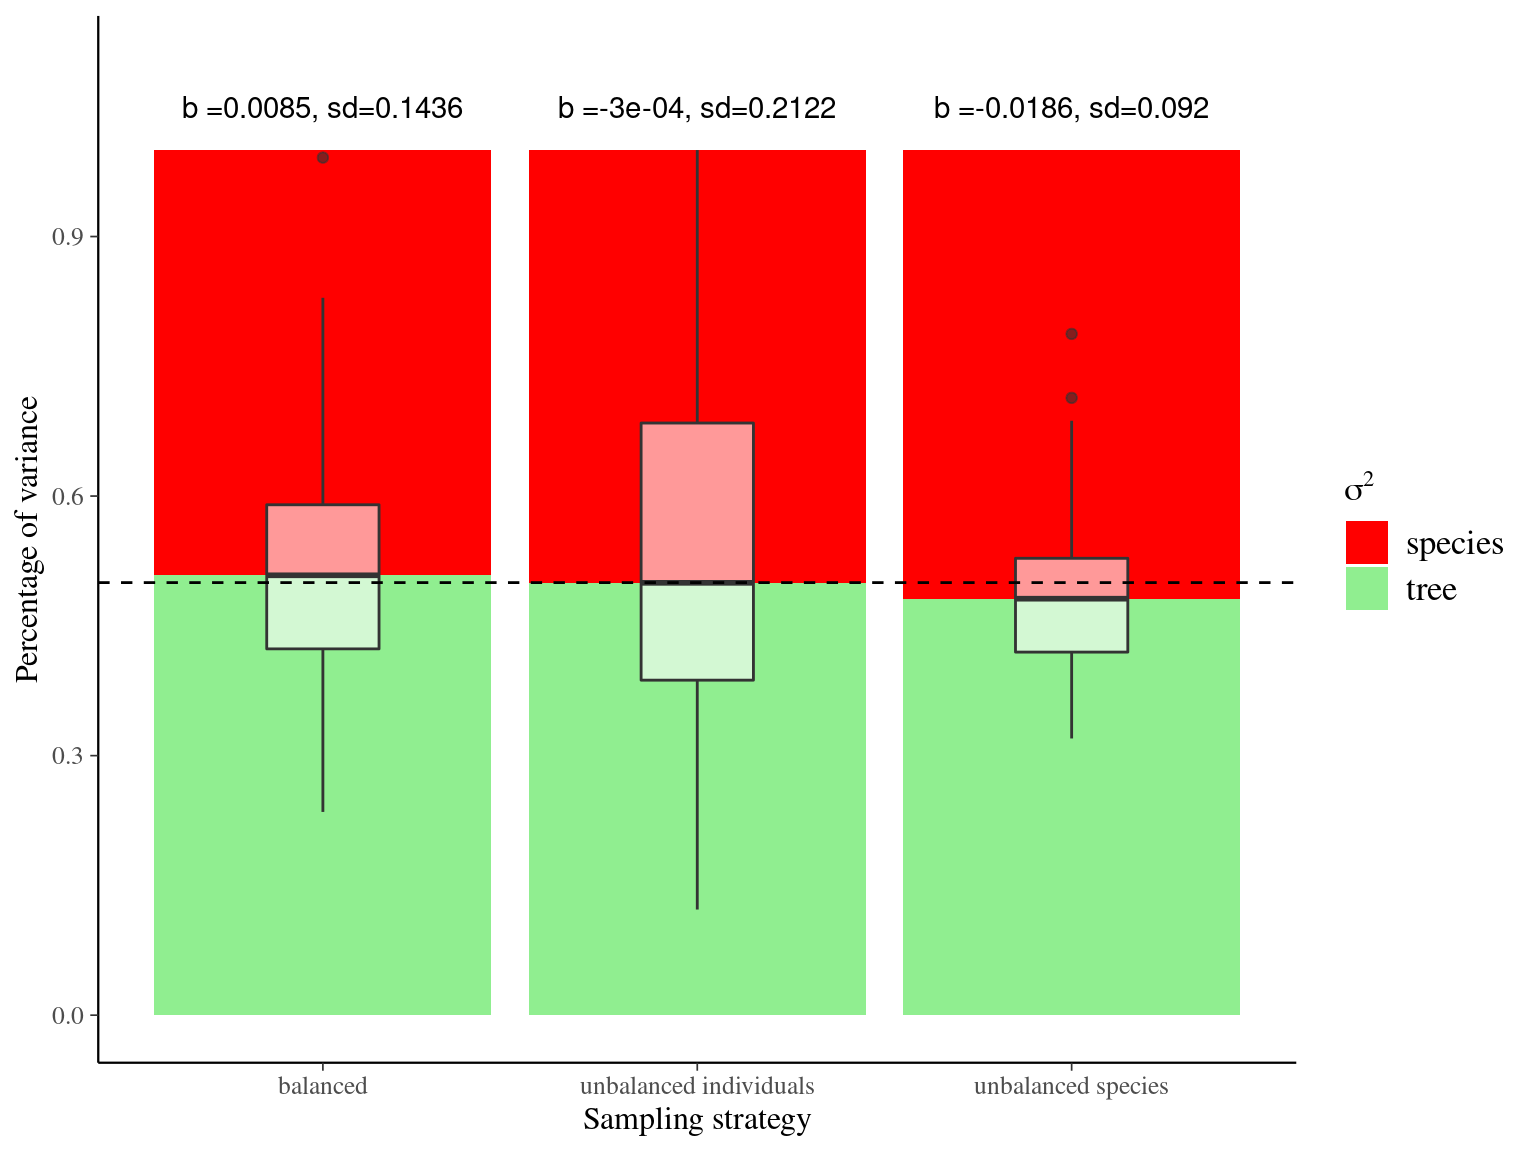 b =0.0085, sd=0.1436
b =-3e-04, sd=0.2122
b =-0.0186, sd=0.092
0.9
0.6
0.3
0.0
Percentage of variance
balanced
unbalanced individuals
unbalanced species
Sampling strategy
σ²
species
tree